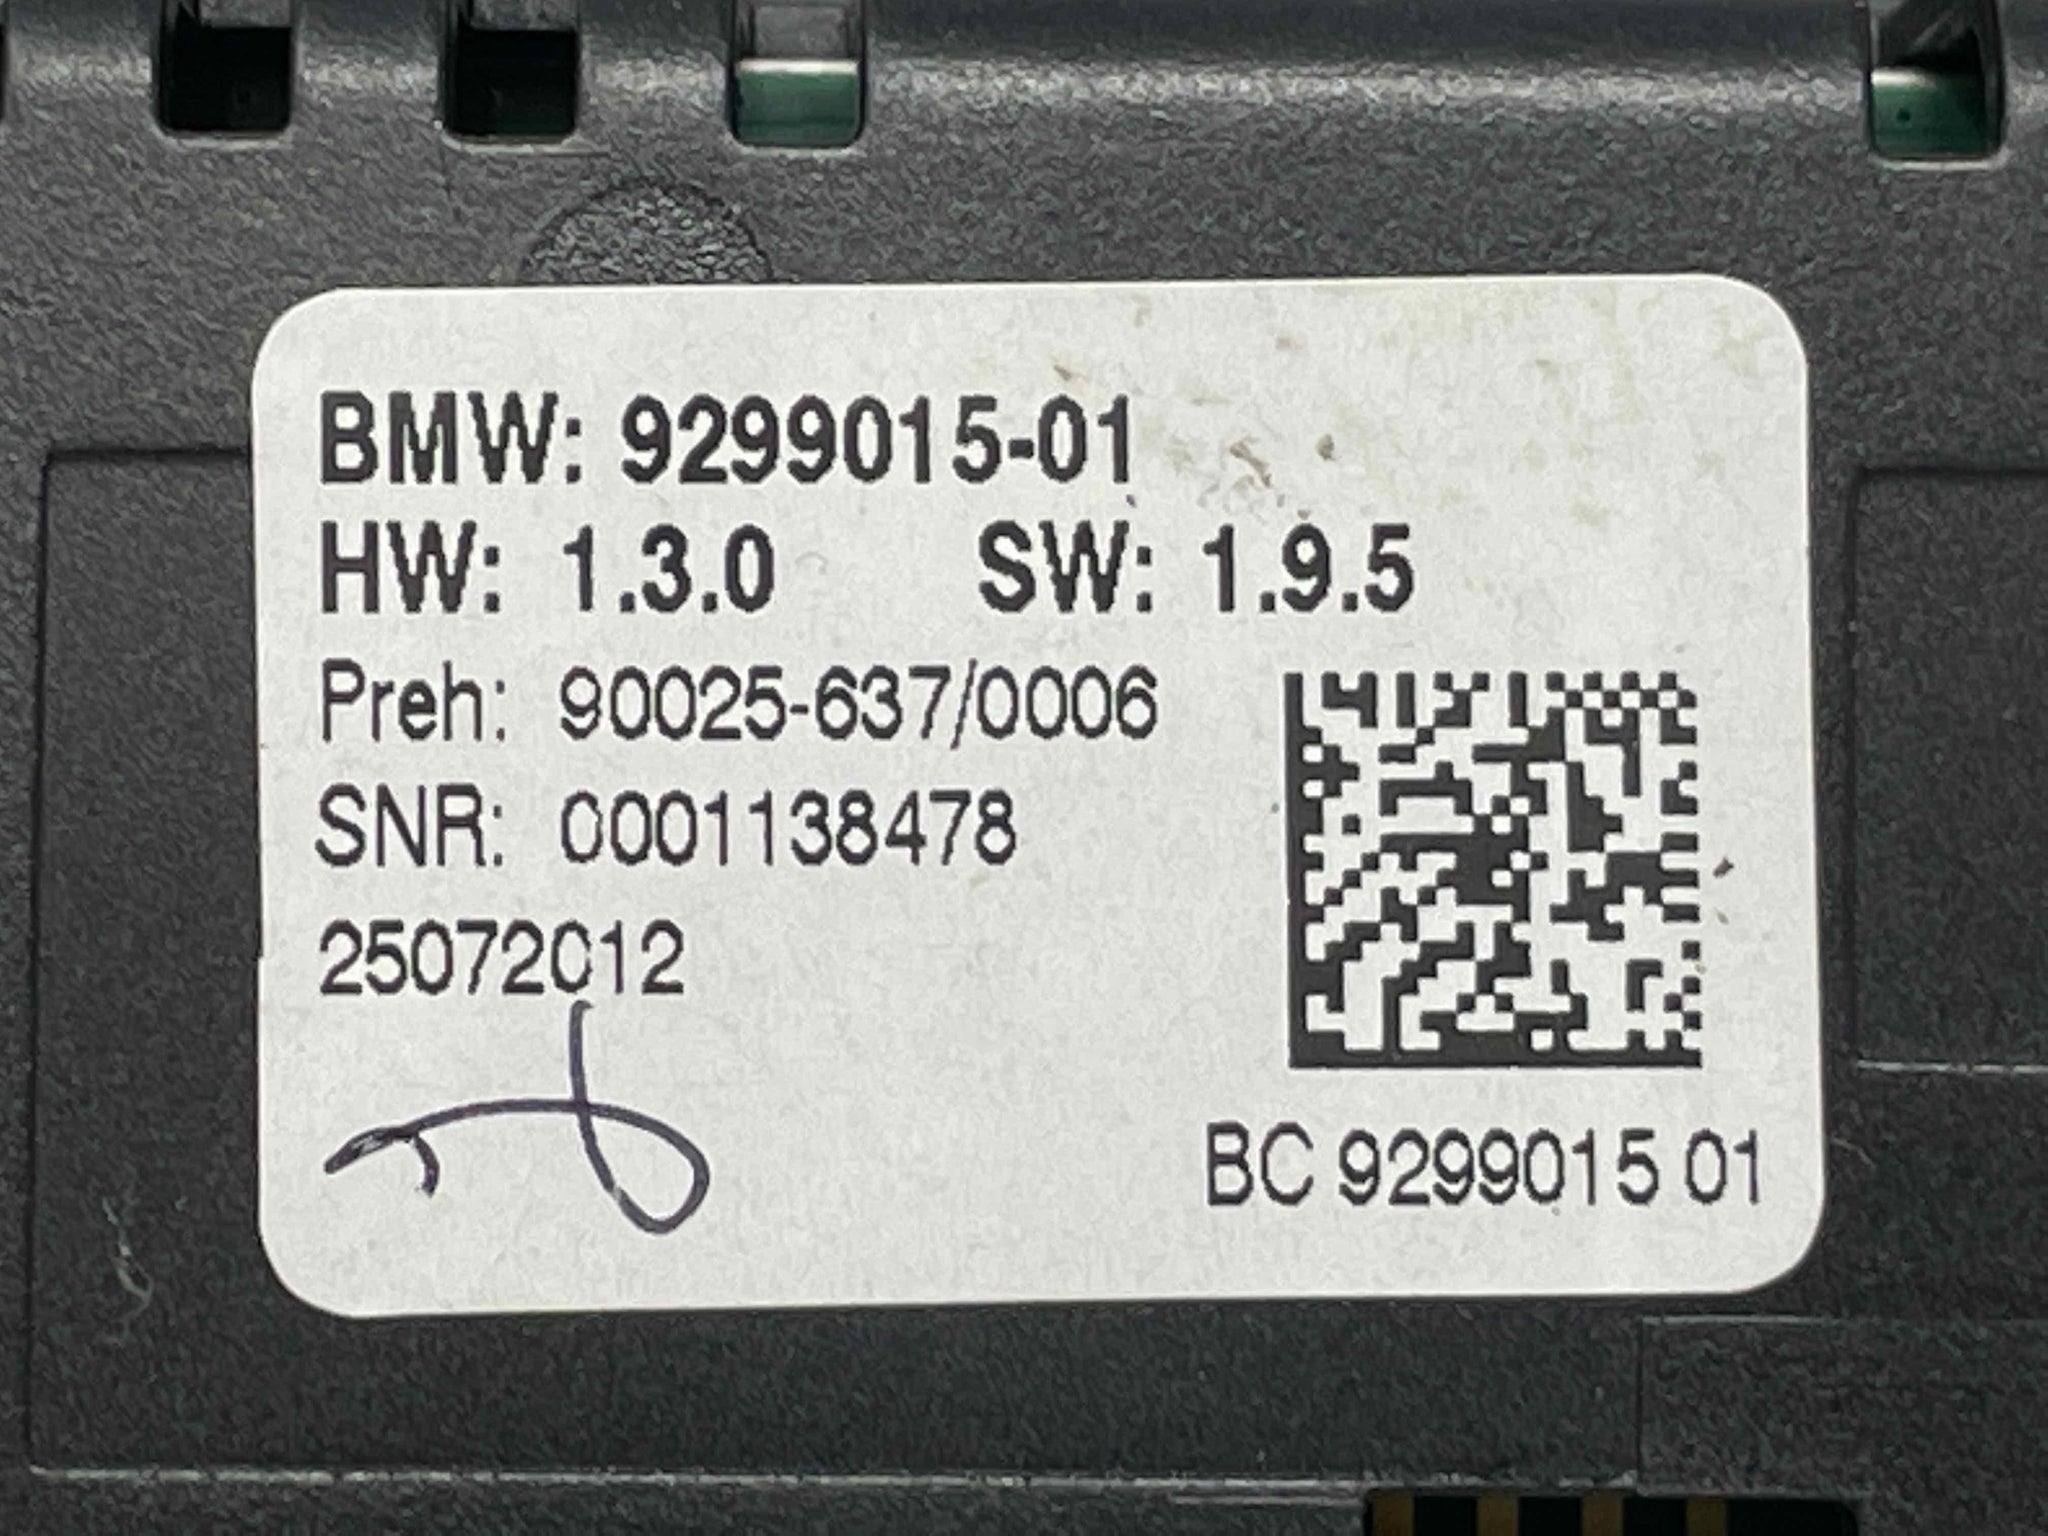 BMW: 9299015-01
HW: 1.3.0 SW: 1.9.5
Preh: 90025-637/0006
SNR: 0001138478
25072012
BC 9299015 01